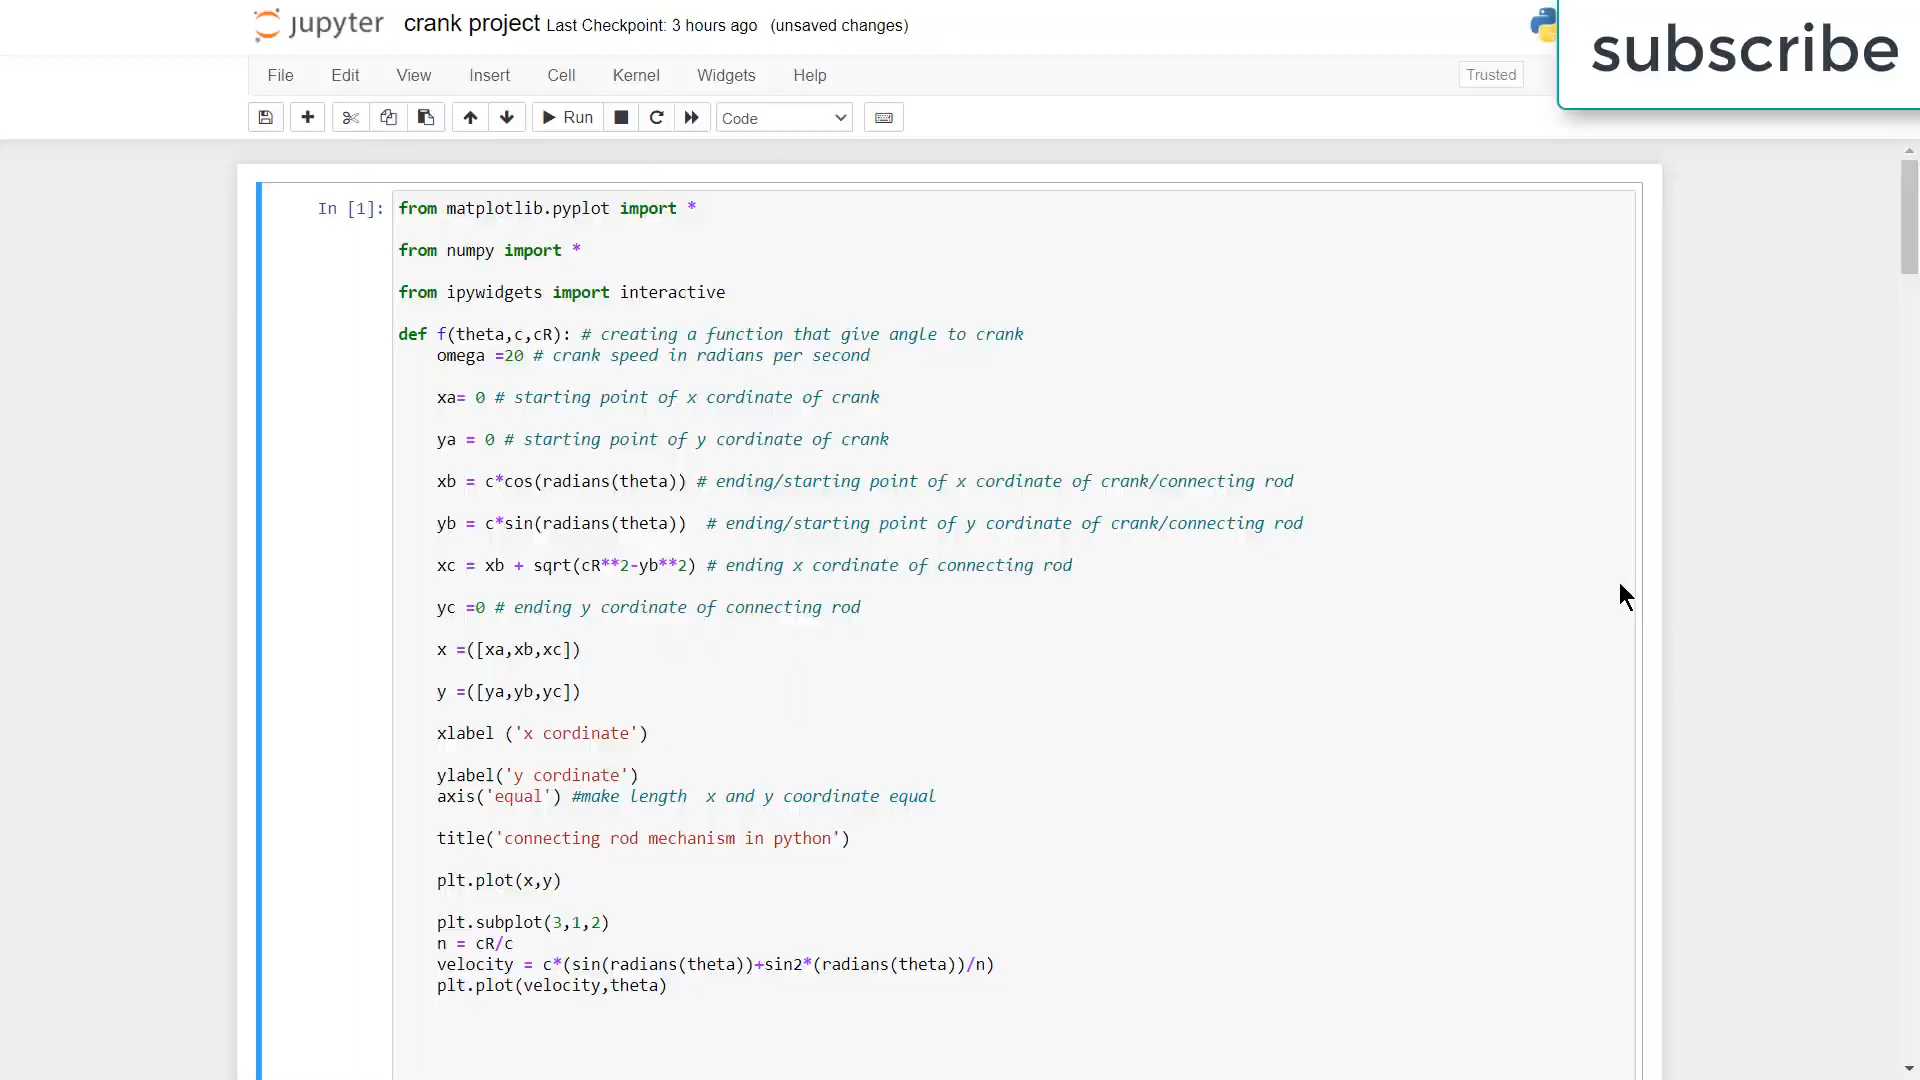 jupyter crank project Last Checkpoint: 3 hours ago (unsaved changes)
subscribe
File Edit View Insert Cell Kernel Widgets Help
Trusted
Run Code
In [1]: from matplotlib.pyplot import *
from numpy import *
from ipywidgets import interactive
def f(theta,c,cR): # creating a function that give angle to crank
omega =20 # crank speed in radians per second
xa= 0 # starting point of x cordinate of crank
ya = 0 # starting point of y cordinate of crank
xb = c*cos(radians(theta)) # ending/starting point of x cordinate of crank/connecting rod
yb = c*sin(radians(theta))  # ending/starting point of y cordinate of crank/connecting rod
xc = xb + sqrt(cR**2-yb**2) # ending x cordinate of connecting rod
yc =0 # ending y cordinate of connecting rod
x =([xa,xb,xc])
y =([ya,yb,yc])
xlabel ('x cordinate')
ylabel('y cordinate')
axis('equal') #make length  x and y coordinate equal
title('connecting rod mechanism in python')
plt.plot(x,y)
plt.subplot(3,1,2)
n = cR/c
velocity = c*(sin(radians(theta))+sin2*(radians(theta))/n)
plt.plot(velocity,theta)